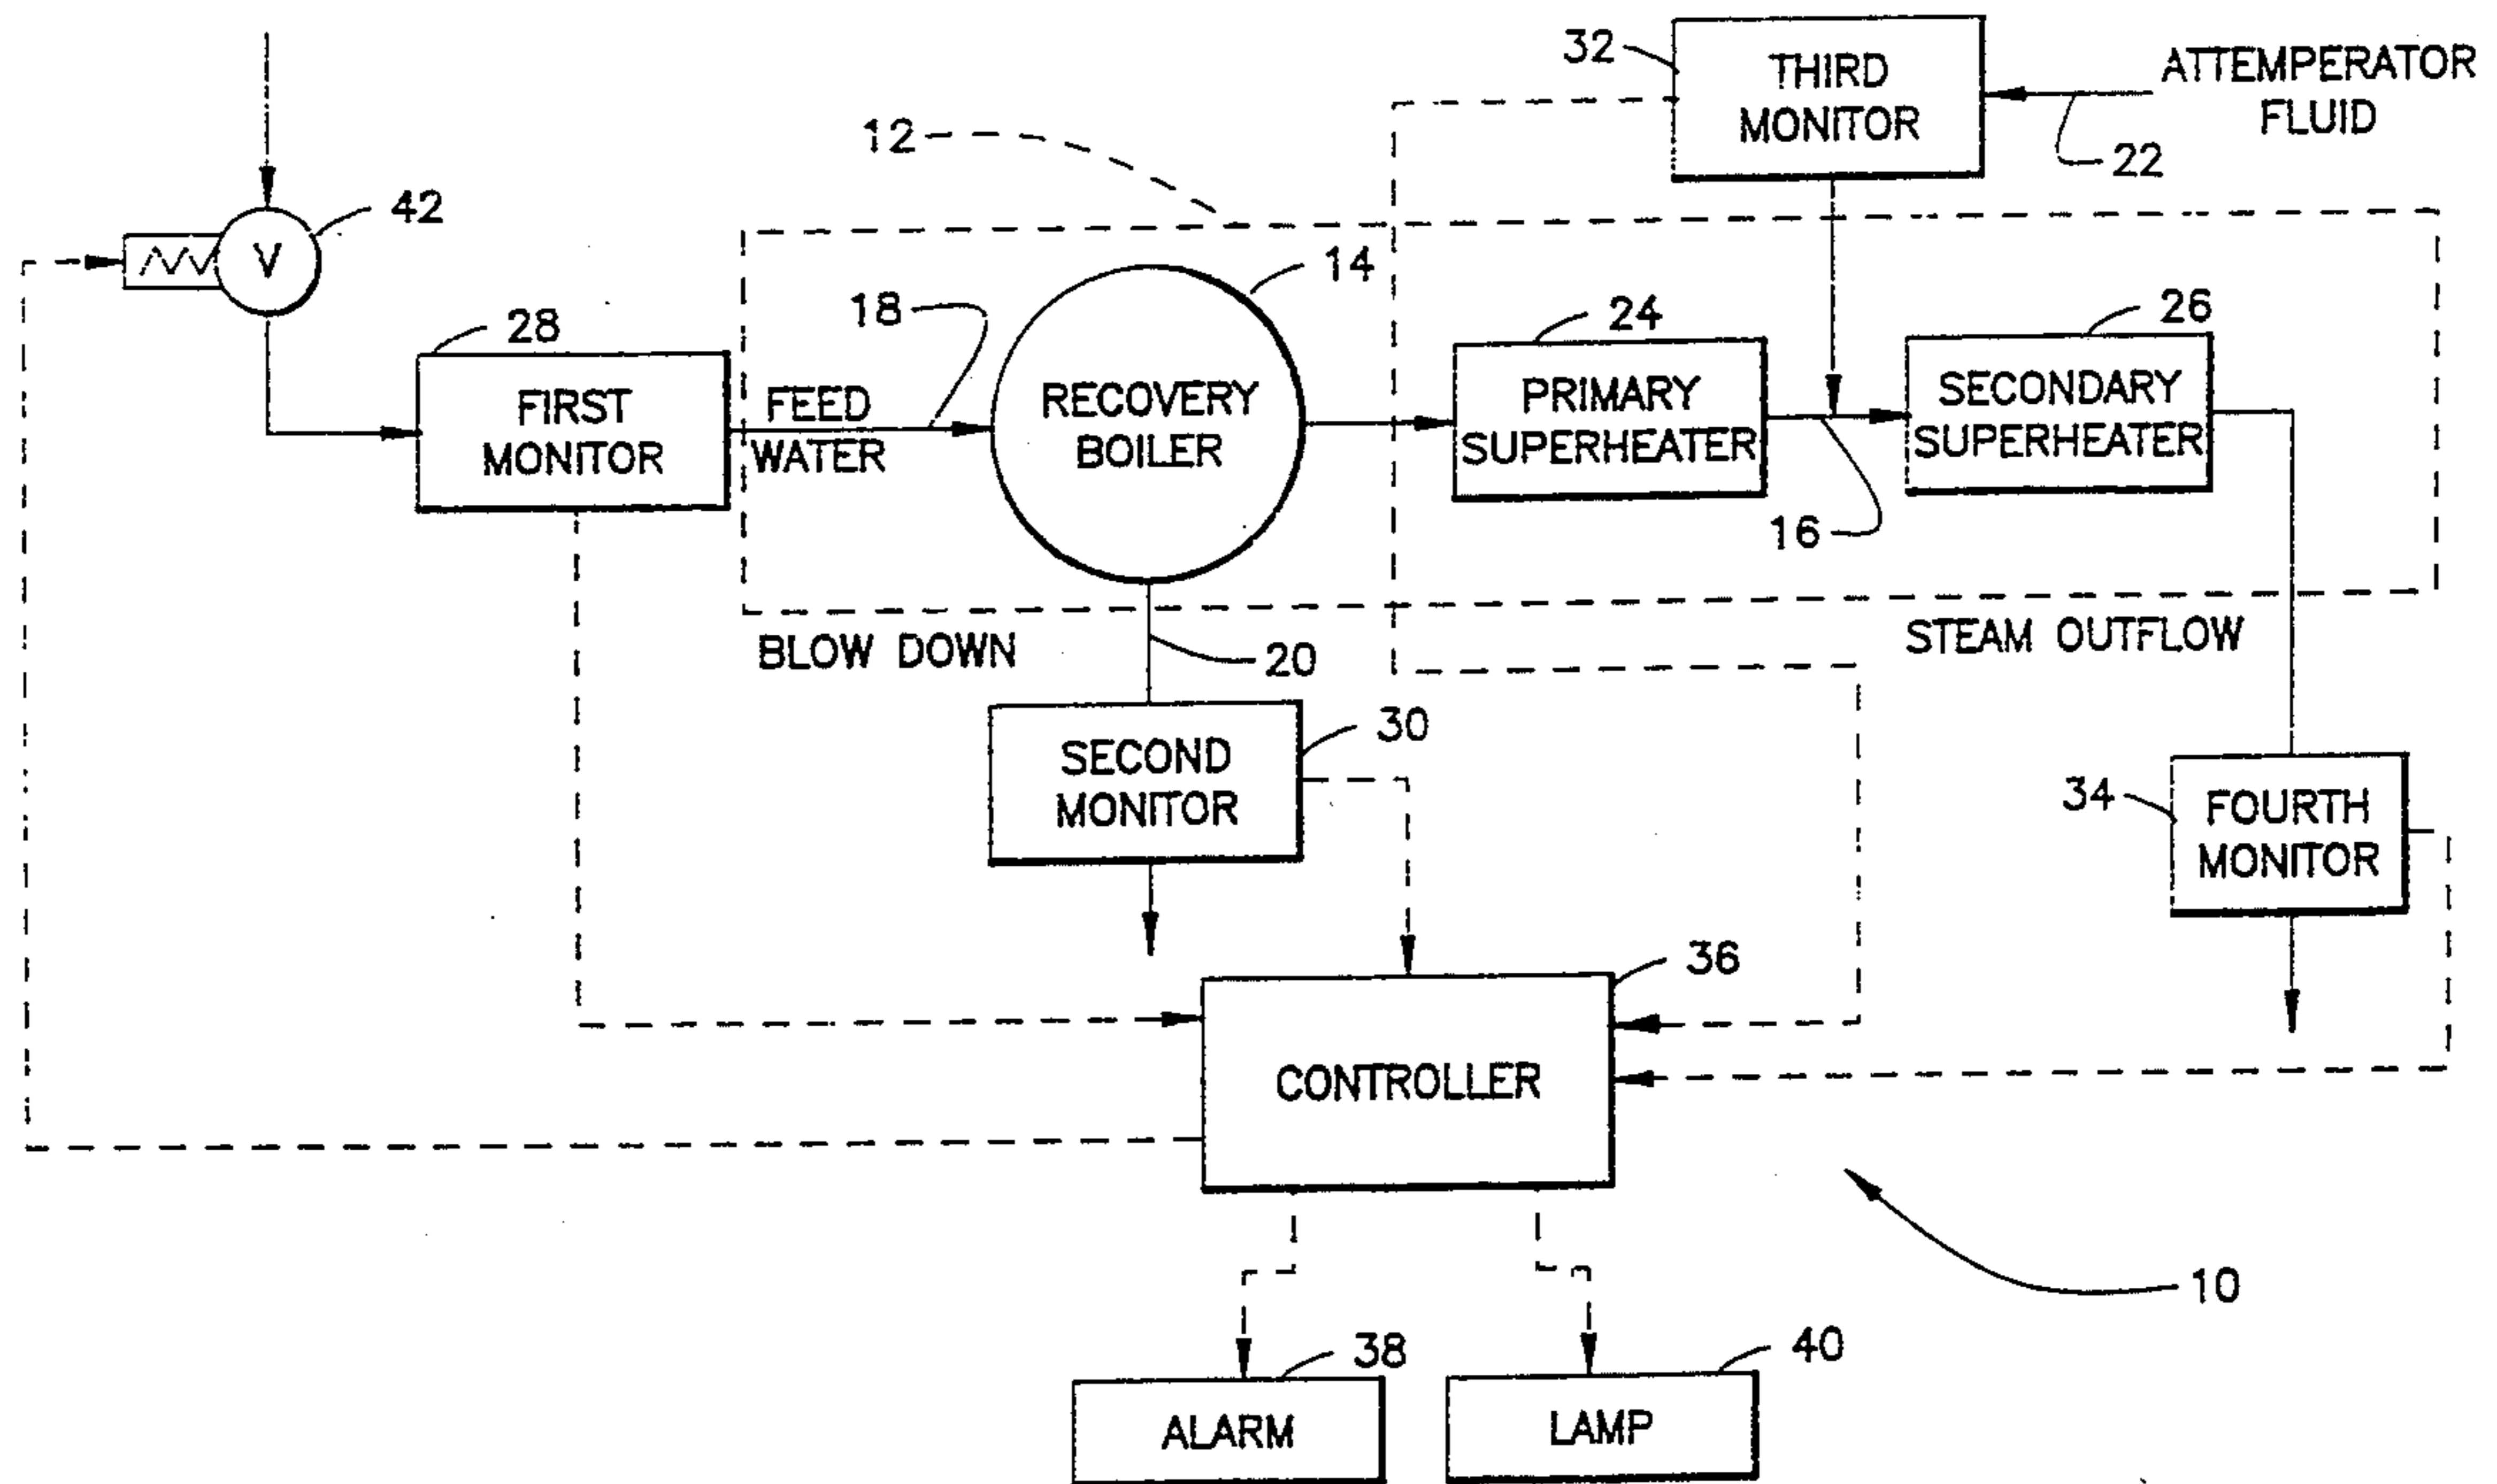 32
THIRD
MONITOR
ATTEMPERATOR
FLUID
22
12
42
V
14
18
28
24
26
FIRST
MONITOR
FEED
WATER
RECOVERY
BOILER
PRIMARY
SUPERHEATER
SECONDARY
SUPERHEATER
16
BLOW DOWN
20
STEAM OUTFLOW
SECOND
MONITOR
30
34
FOURTH
MONITOR
36
CONTROLLER
10
38
40
ALARM
LAMP